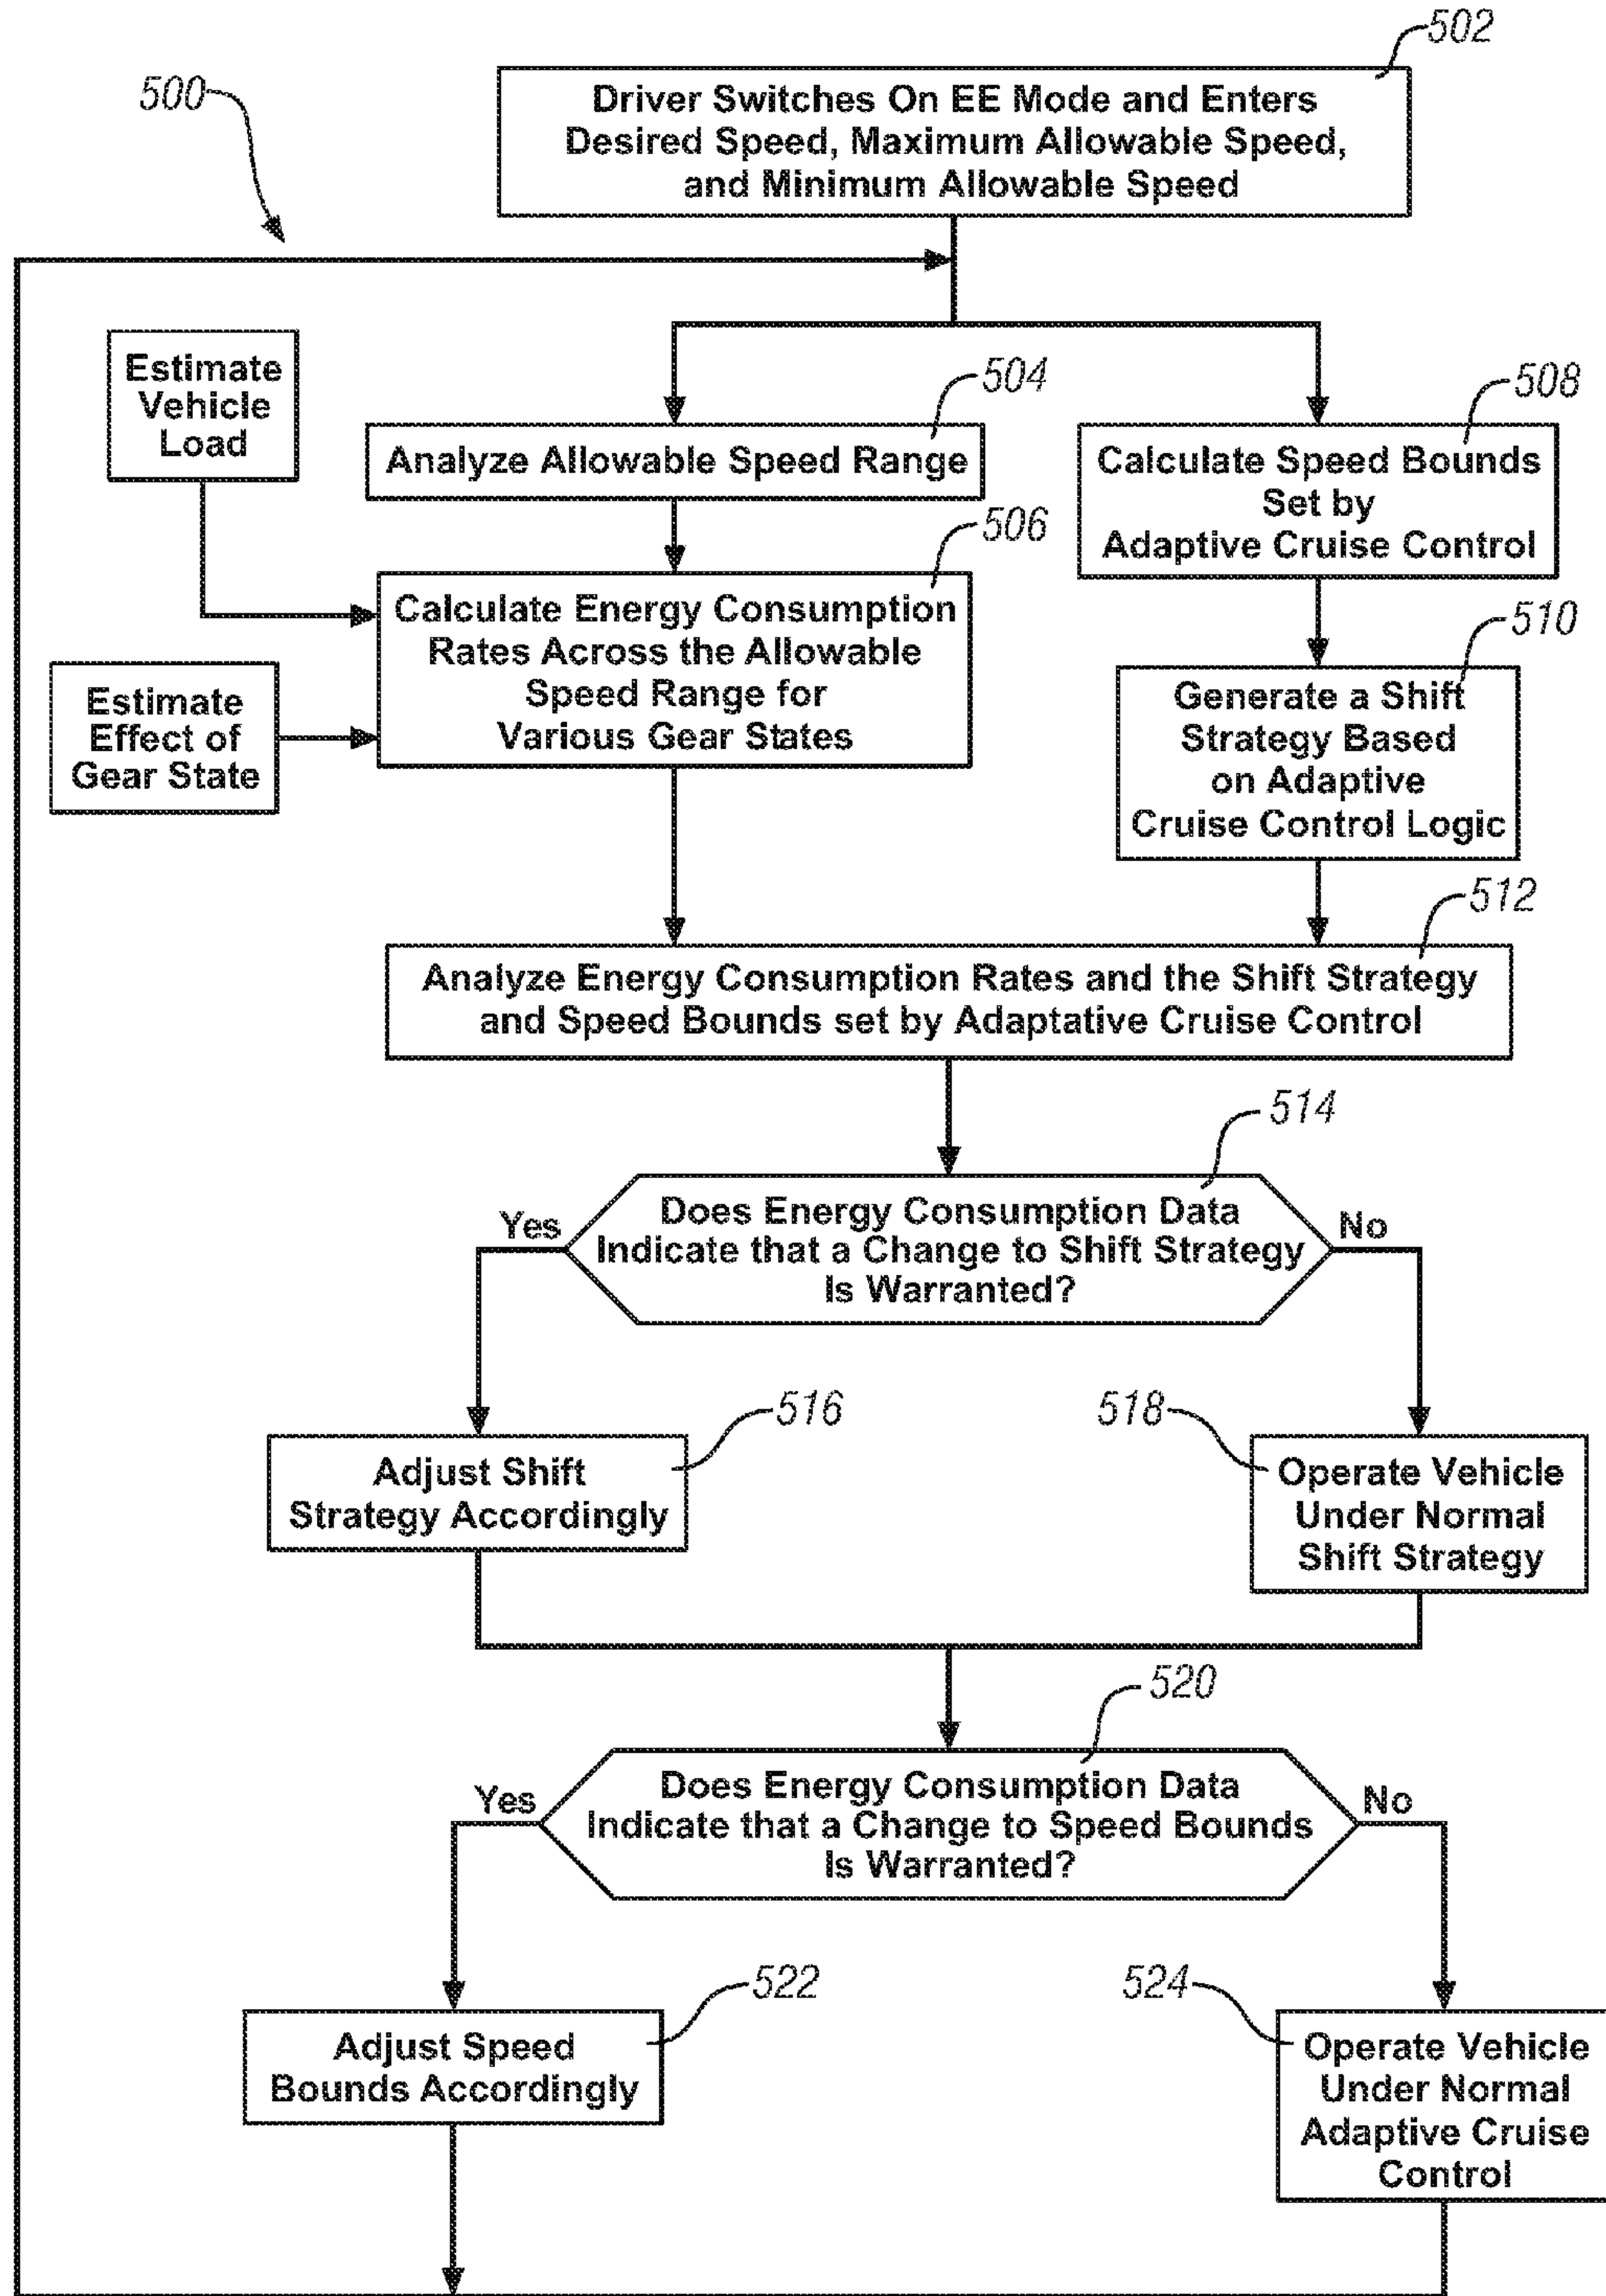 502
500
Driver Switches On EE Mode and Enters
Desired Speed, Maximum Allowable Speed,
and Minimum Allowable Speed
Estimate
Vehicle
Load
504
Analyze Allowable Speed Range
508
Calculate Speed Bounds
Set by
Adaptive Cruise Control
506
Calculate Energy Consumption
Rates Across the Allowable
Speed Range for
Various Gear States
Estimate
Effect of
Gear State
510
Generate a Shift
Strategy Based
on Adaptive
Cruise Control Logic
512
Analyze Energy Consumption Rates and the Shift Strategy
and Speed Bounds set by Adaptative Cruise Control
514
Yes
Does Energy Consumption Data
Indicate that a Change to Shift Strategy
Is Warranted?
No
516
Adjust Shift
Strategy Accordingly
518
Operate Vehicle
Under Normal
Shift Strategy
520
Yes
Does Energy Consumption Data
Indicate that a Change to Speed Bounds
Is Warranted?
No
522
Adjust Speed
Bounds Accordingly
524
Operate Vehicle
Under Normal
Adaptive Cruise
Control